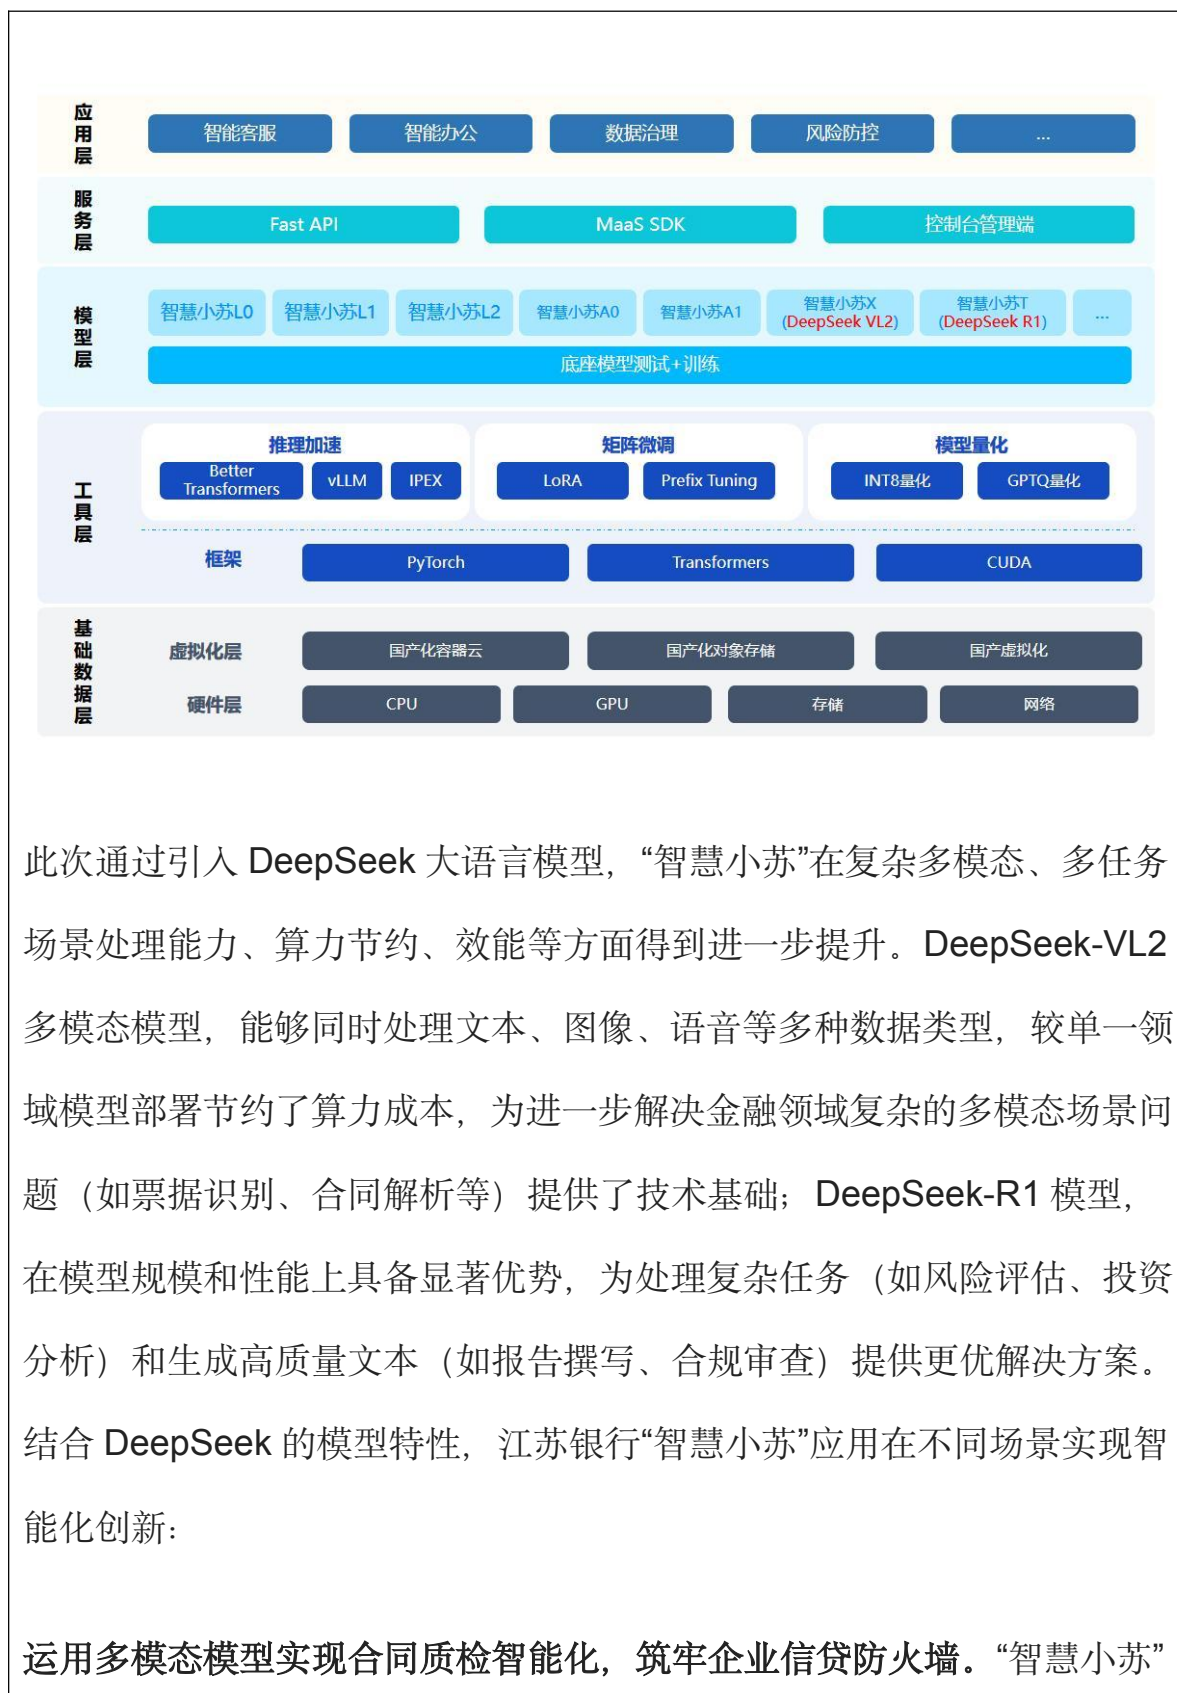 应用层
智能客服 智能办公 数据治理 风险防控 ...
服务层
Fast API MaaS SDK 控制台管理端
模型层
智慧小苏L0 智慧小苏L1 智慧小苏L2 智慧小苏A0 智慧小苏A1 智慧小苏X (DeepSeek VL2) 智慧小苏T (DeepSeek R1) ...
底座模型测试+训练
工具层
推理加速 矩阵微调 模型量化
Better Transformers vLLM IPEX LoRA Prefix Tuning INT8量化 GPTQ量化
框架 PyTorch Transformers CUDA
基础数据层
虚拟化层 国产化容器云 国产化对象存储 国产虚拟化
硬件层 CPU GPU 存储 网络
此次通过引入 DeepSeek 大语言模型，“智慧小苏”在复杂多模态、多任务
场景处理能力、算力节约、效能等方面得到进一步提升。DeepSeek-VL2
多模态模型，能够同时处理文本、图像、语音等多种数据类型，较单一领
域模型部署节约了算力成本，为进一步解决金融领域复杂的多模态场景问
题（如票据识别、合同解析等）提供了技术基础；DeepSeek-R1 模型，
在模型规模和性能上具备显著优势，为处理复杂任务（如风险评估、投资
分析）和生成高质量文本（如报告撰写、合规审查）提供更优解决方案。
结合 DeepSeek 的模型特性，江苏银行“智慧小苏”应用在不同场景实现智
能化创新：
运用多模态模型实现合同质检智能化，筑牢企业信贷防火墙。“智慧小苏”